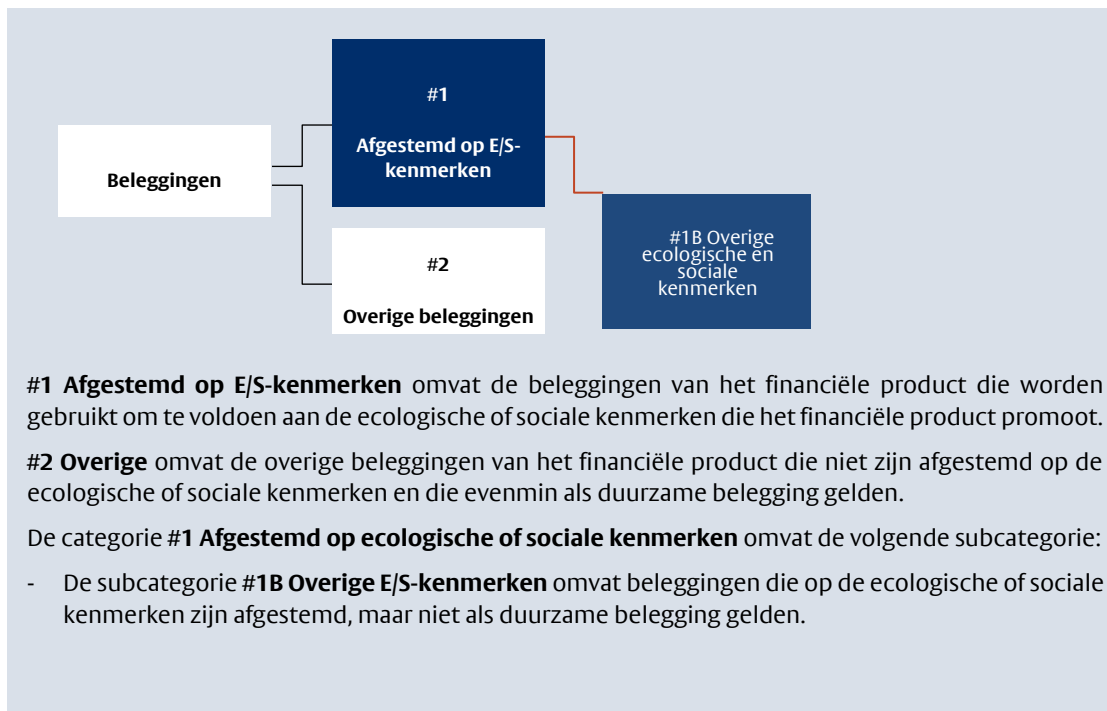 #1
Afgestemd op E/S-
kenmerken
Beleggingen
#2
Overige beleggingen
#1B Overige
ecologische en
sociale
kenmerken
#1 Afgestemd op E/S-kenmerken omvat de beleggingen van het financiële product die worden
gebruikt om te voldoen aan de ecologische of sociale kenmerken die het financiële product promoot.
#2 Overige omvat de overige beleggingen van het financiële product die niet zijn afgestemd op de
ecologische of sociale kenmerken en die evenmin als duurzame belegging gelden.
De categorie #1 Afgestemd op ecologische of sociale kenmerken omvat de volgende subcategorie:
- De subcategorie #1B Overige E/S-kenmerken omvat beleggingen die op de ecologische of sociale
kenmerken zijn afgestemd, maar niet als duurzame belegging gelden.